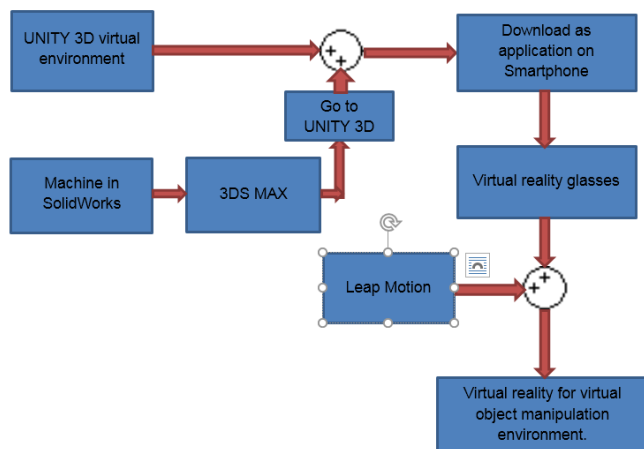 UNITY 3D virtual
environment
+
+
Download as
application on
Smartphone
Go to
UNITY 3D
Machine in
SolidWorks
3DS MAX
Virtual reality glasses
Leap Motion
+
+
Virtual reality for virtual
object manipulation
environment.